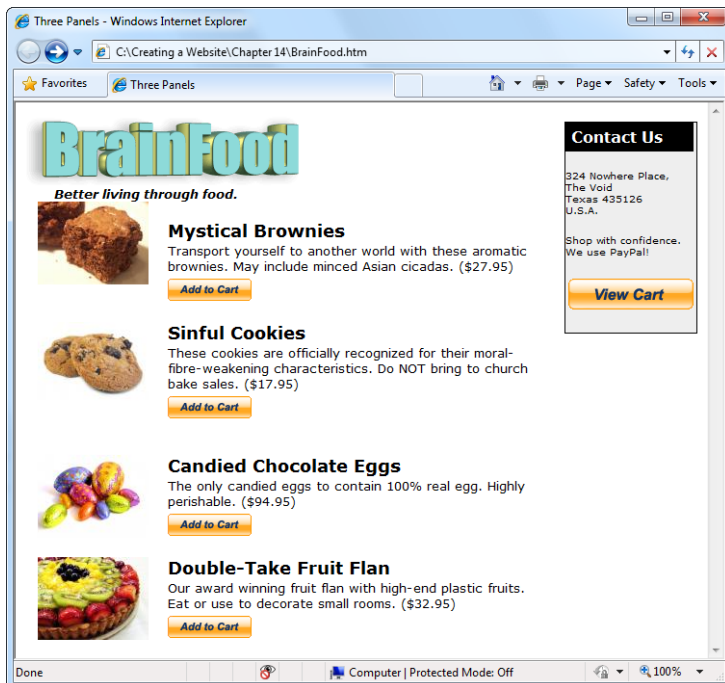 Three Panels - Windows Internet Explorer
C:\Creating a Website\Chapter 14\BrainFood.htm
Favorites
Three Panels
Page
Safety
Tools
BrainFood
Better living through food.
Mystical Brownies
Transport yourself to another world with these aromatic
brownies. May include minced Asian cicadas. ($27.95)
Add to Cart
Sinful Cookies
These cookies are officially recognized for their moral-
fibre-weakening characteristics. Do NOT bring to church
bake sales. ($17.95)
Add to Cart
Candied Chocolate Eggs
The only candied eggs to contain 100% real egg. Highly
perishable. ($94.95)
Add to Cart
Double-Take Fruit Flan
Our award winning fruit flan with high-end plastic fruits.
Eat or use to decorate small rooms. ($32.95)
Add to Cart
Contact Us
324 Nowhere Place,
The Void
Texas 435126
U.S.A.
Shop with confidence.
We use PayPal!
View Cart
Done
Computer | Protected Mode: Off
100%